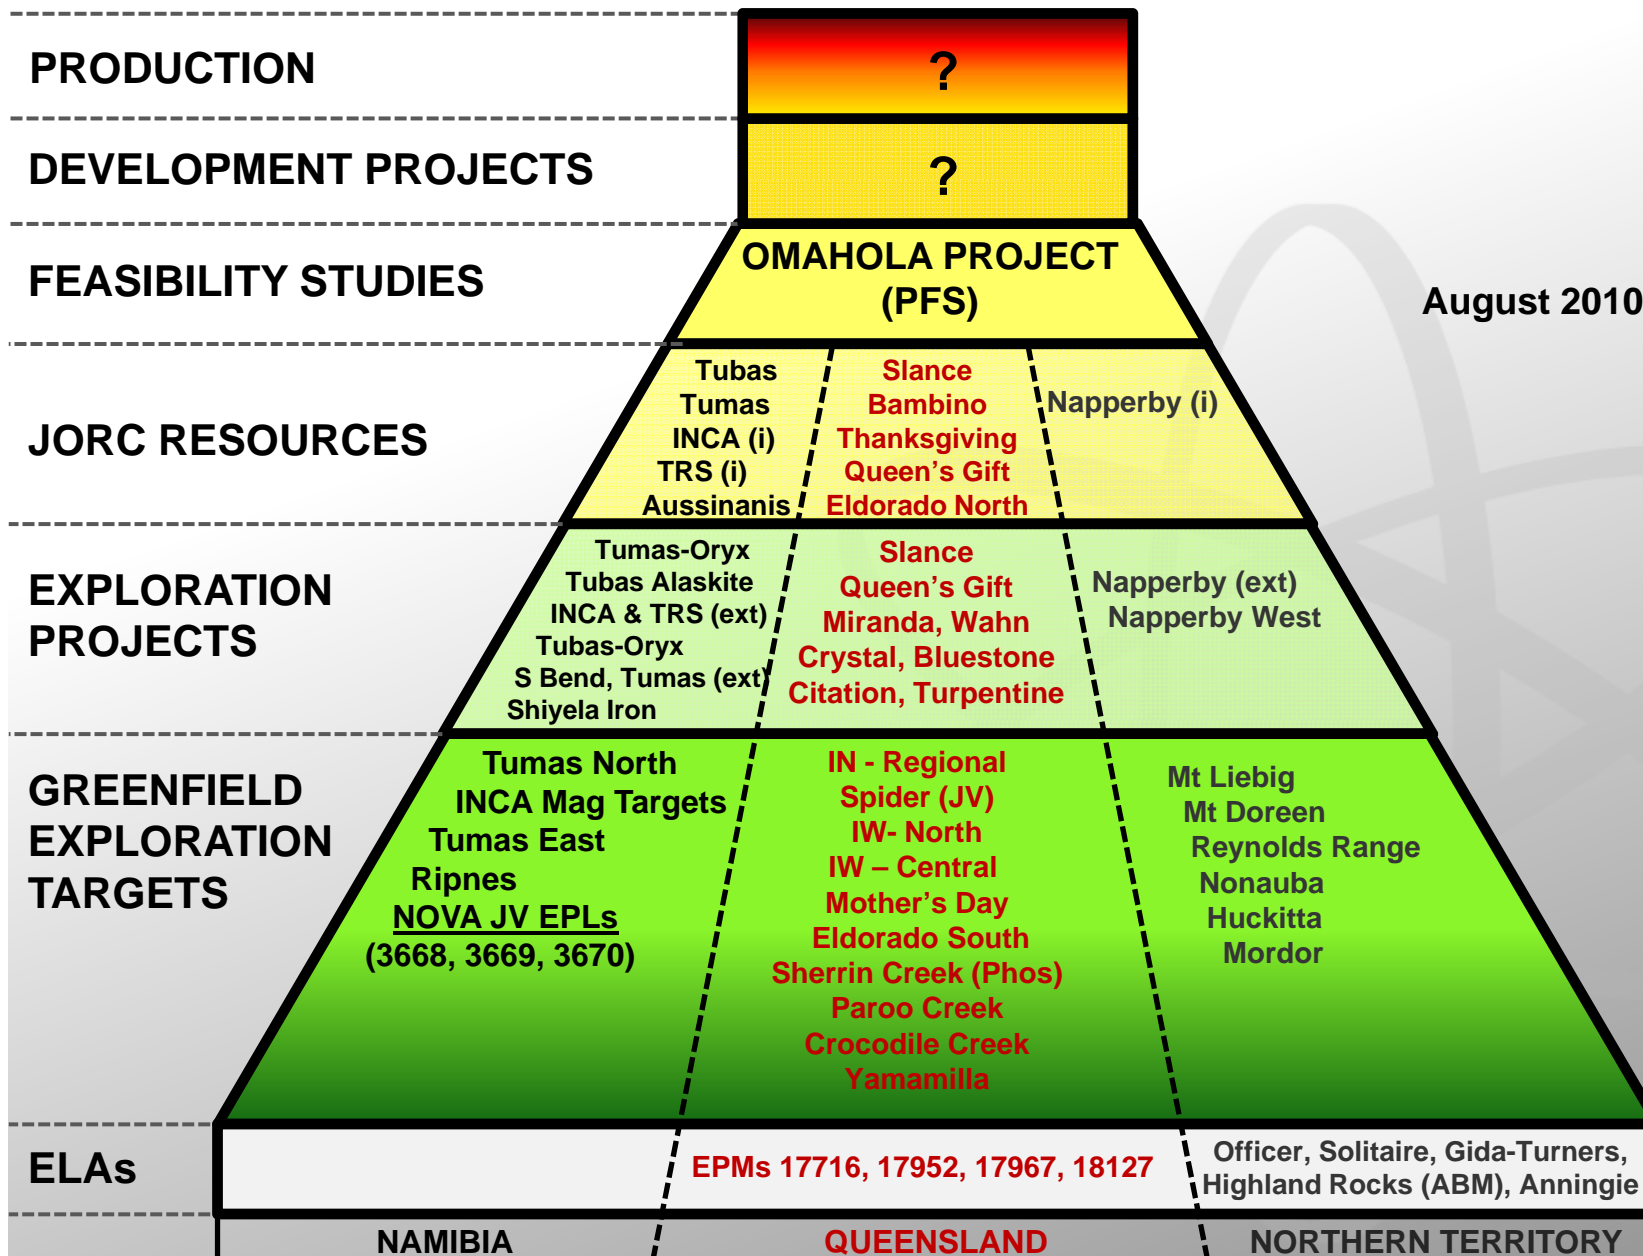 PRODUCTION
?
DEVELOPMENT PROJECTS
?
FEASIBILITY STUDIES
OMAHOLA PROJECT
(PFS)
August 2010
JORC RESOURCES
Tubas
Tumas
INCA (i)
TRS (i)
Aussinanis
Slance
Bambino
Thanksgiving
Queen's Gift
Eldorado North
Napperby (i)
EXPLORATION
PROJECTS
Tumas-Oryx
Tubas Alaskite
INCA & TRS (ext)
Tubas-Oryx
S Bend, Tumas (ext)
Shiyela Iron
Slance
Queen's Gift
Miranda, Wahn
Crystal, Bluestone
Citation, Turpentine
Napperby (ext)
Napperby West
GREENFIELD
EXPLORATION
TARGETS
Tumas North
INCA Mag Targets
Tumas East
Ripnes
NOVA JV EPLs
(3668, 3669, 3670)
IN - Regional
Spider (JV)
IW- North
IW – Central
Mother's Day
Eldorado South
Sherrin Creek (Phos)
Paroo Creek
Crocodile Creek
Yamamilla
Mt Liebig
Mt Doreen
Reynolds Range
Nonauba
Huckitta
Mordor
ELAs
EPMs 17716, 17952, 17967, 18127
Officer, Solitaire, Gida-Turners,
Highland Rocks (ABM), Anningie
NAMIBIA
QUEENSLAND
NORTHERN TERRITORY